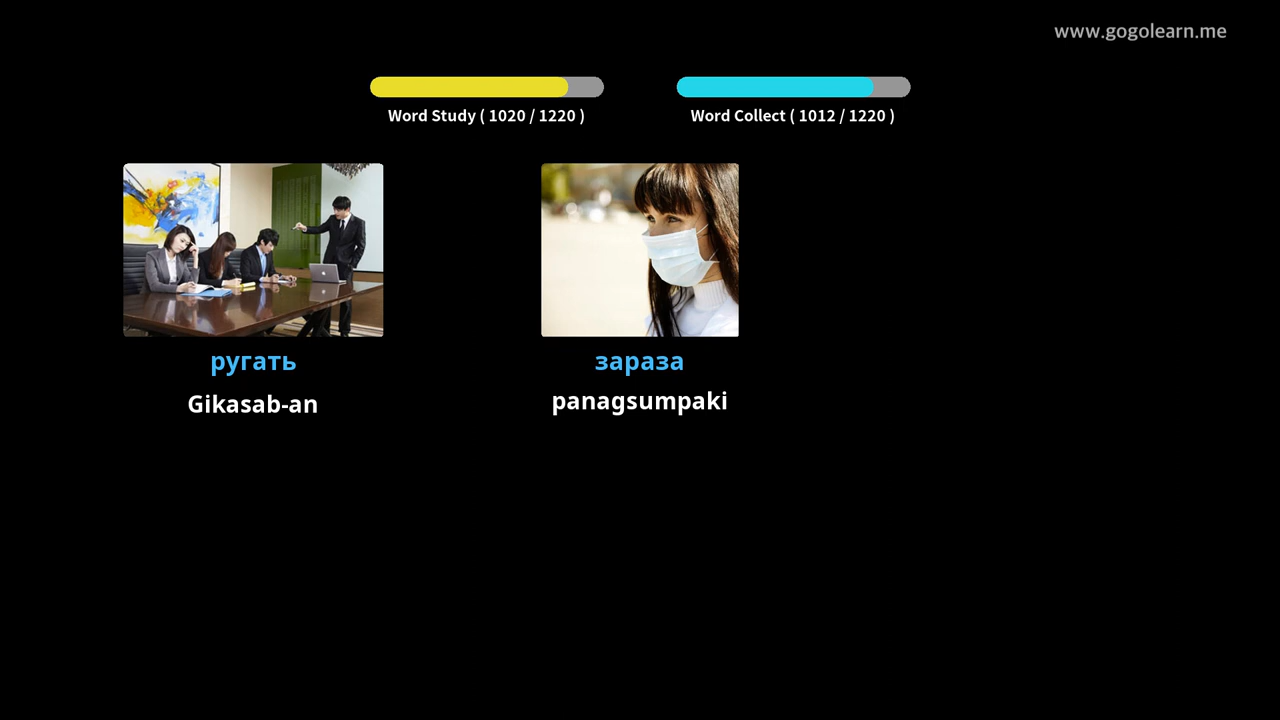 www.gogolearn.me
Word Study ( 1020 / 1220 )
Word Collect ( 1012 / 1220 )
ругать
зараза
Gikasab-an
panagsumpaki